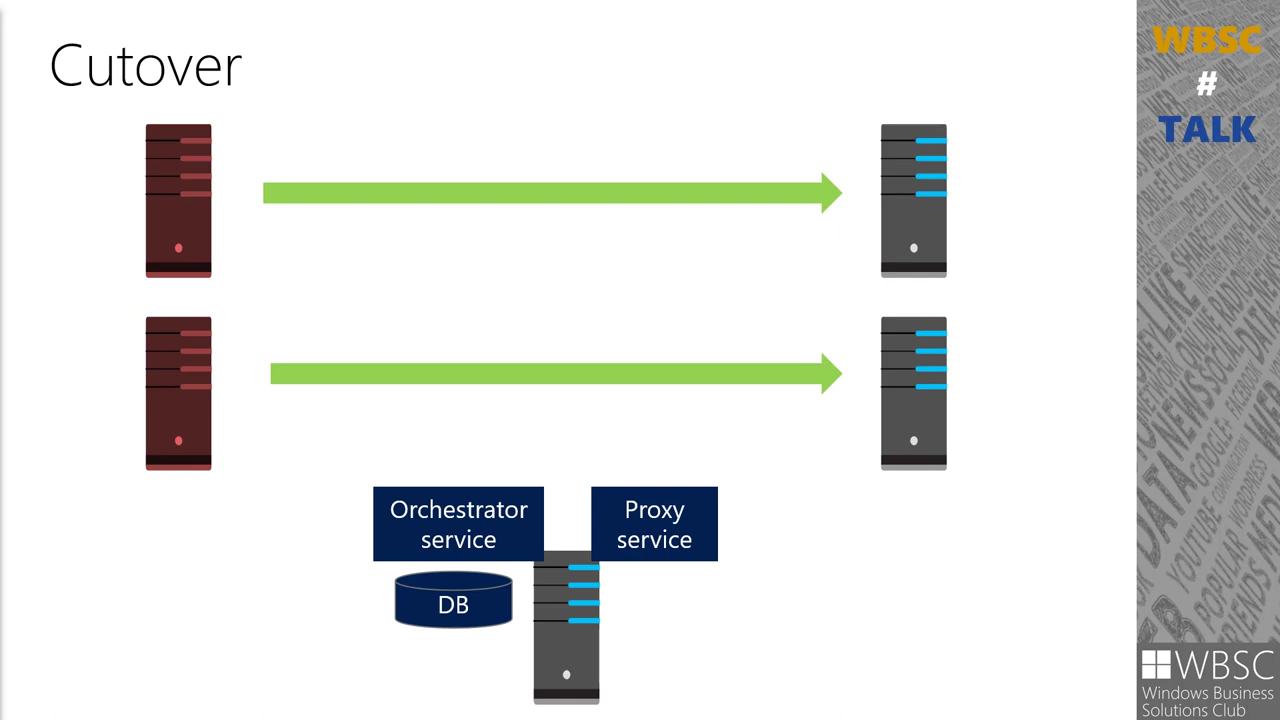 Cutover
WBSC
#
TALK
Orchestrator
service
Proxy
service
DB
WBSC
Windows Business
Solutions Club